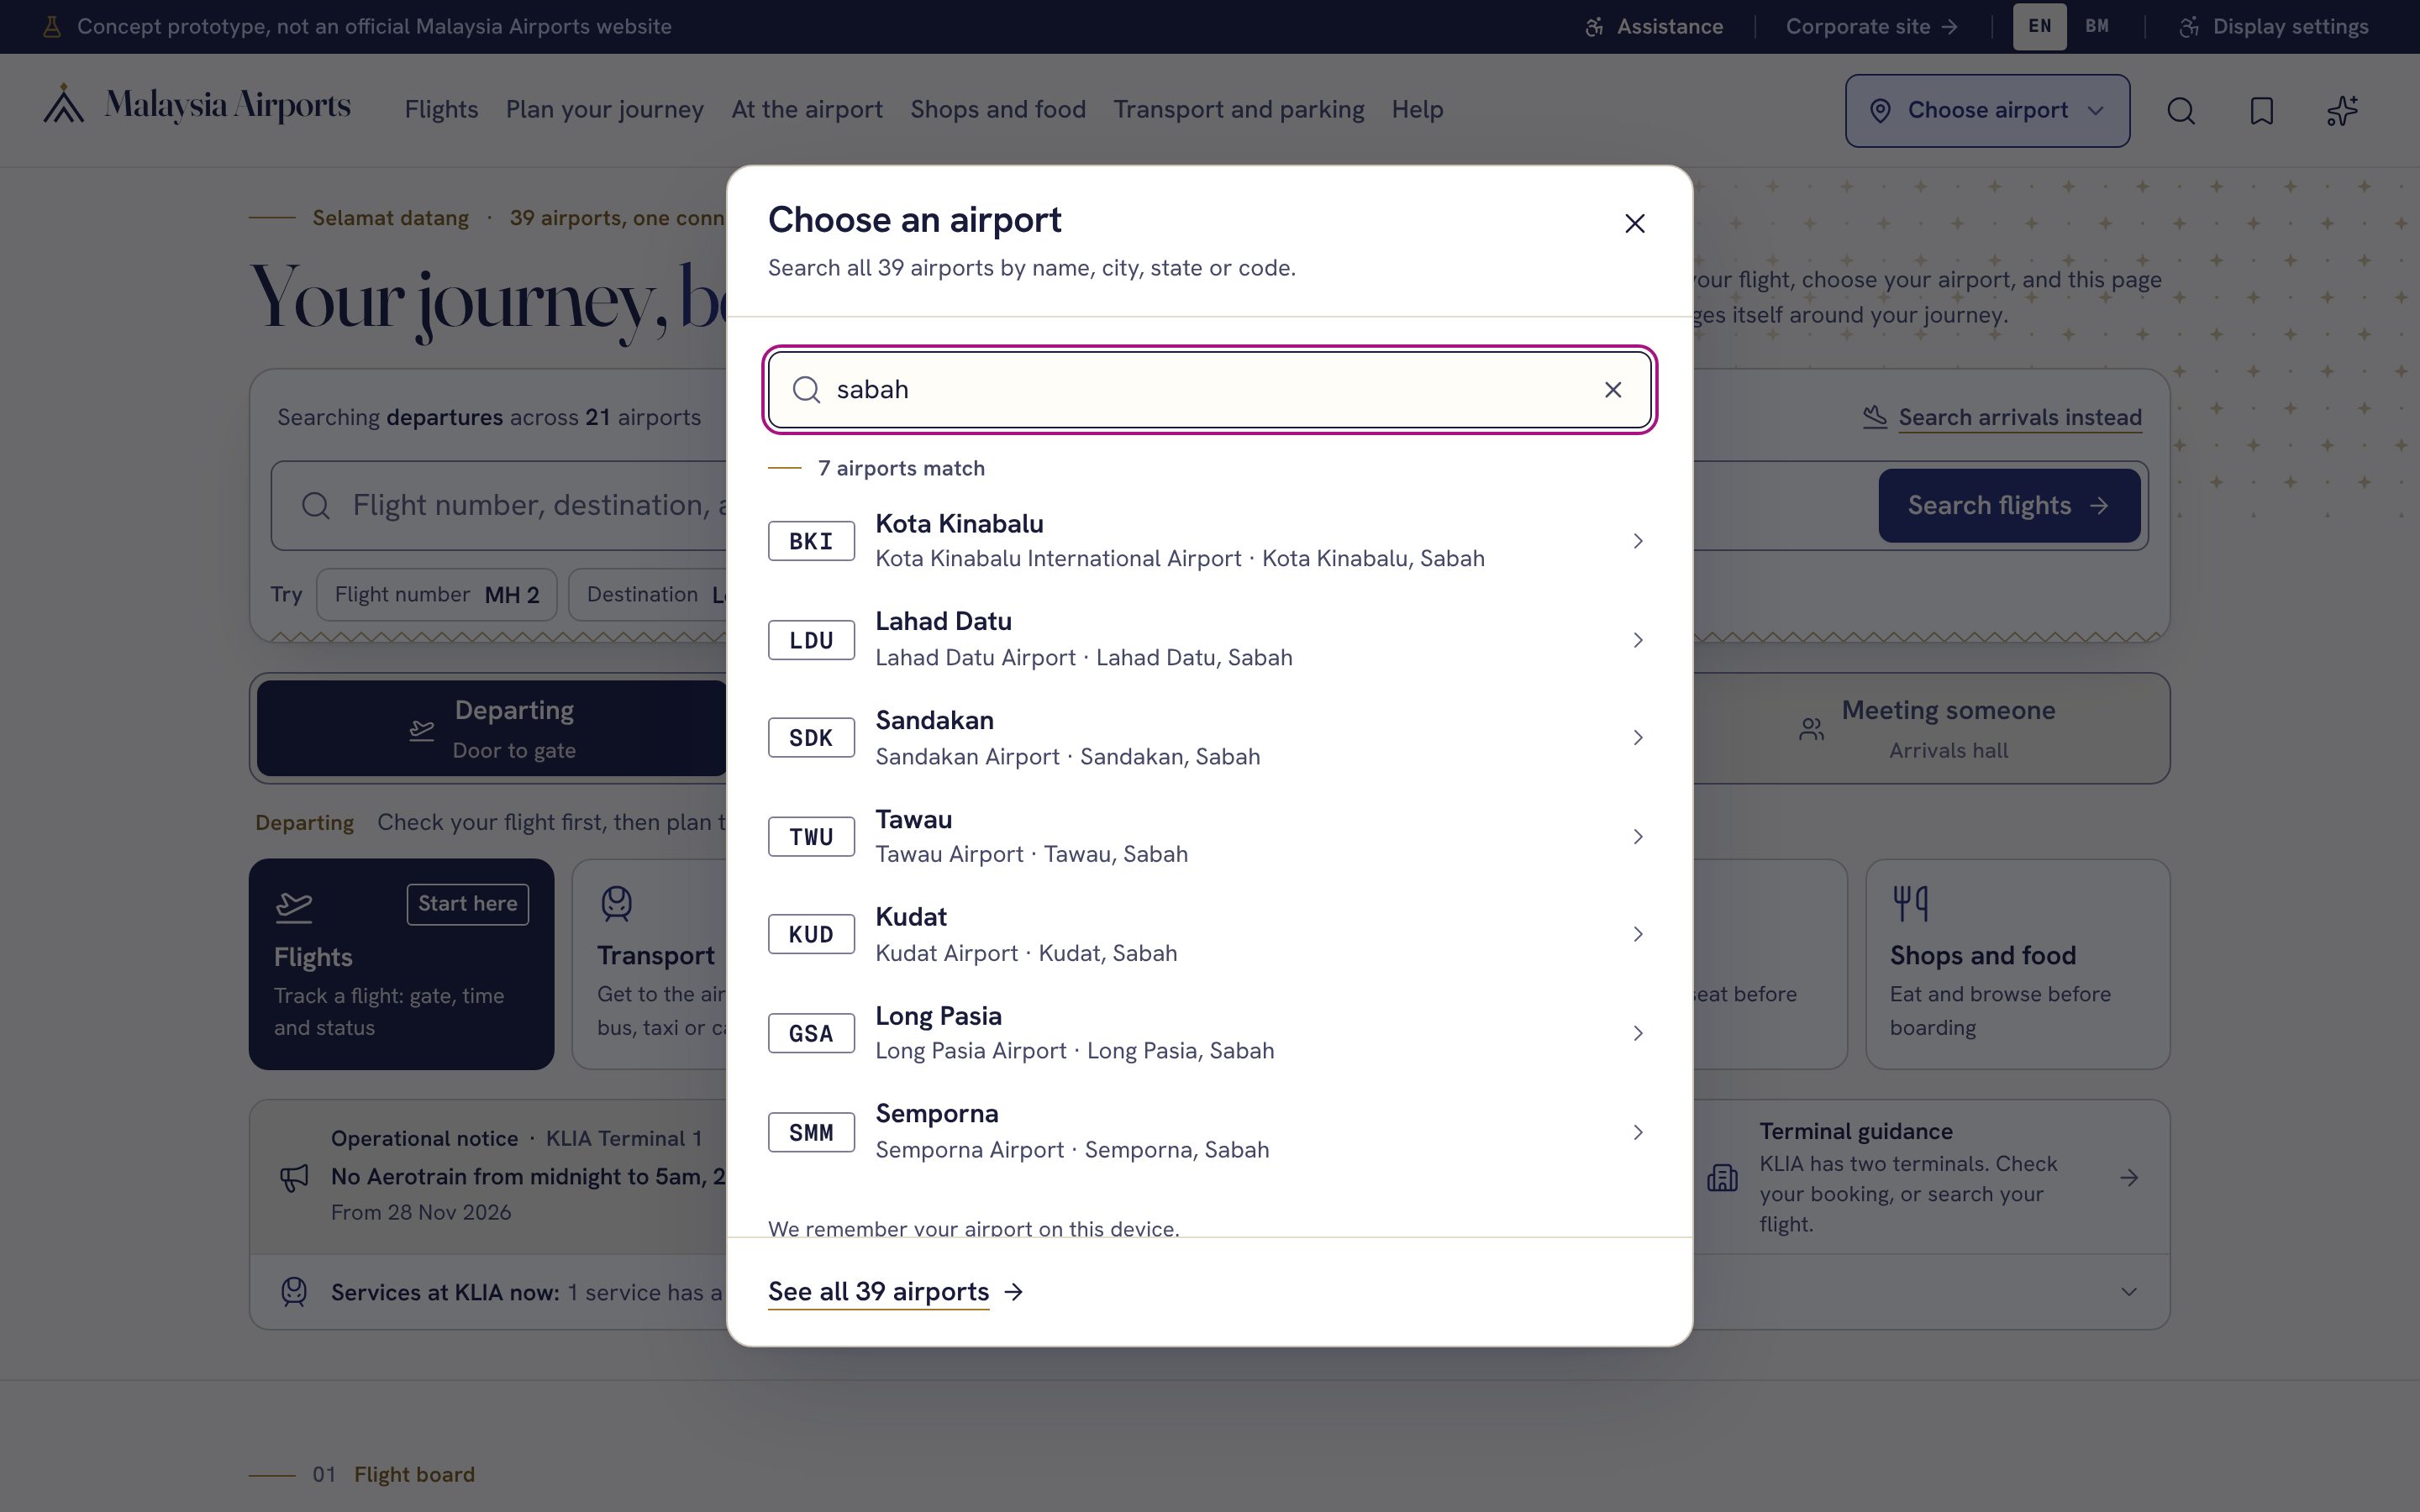 Concept prototype, not an official Malaysia Airports website
Assistance
Corporate site →
EN
BM
Display settings
Malaysia Airports
Flights
Plan your journey
At the airport
Shops and food
Transport and parking
Help
Choose airport
Selamat datang · 39 airports, one conn
Your journey, be
your flight, choose your airport, and this page
ges itself around your journey.
Choose an airport
Search all 39 airports by name, city, state or code.
sabah
7 airports match
BKI
Kota Kinabalu
Kota Kinabalu International Airport · Kota Kinabalu, Sabah
LDU
Lahad Datu
Lahad Datu Airport · Lahad Datu, Sabah
SDK
Sandakan
Sandakan Airport · Sandakan, Sabah
TWU
Tawau
Tawau Airport · Tawau, Sabah
KUD
Kudat
Kudat Airport · Kudat, Sabah
GSA
Long Pasia
Long Pasia Airport · Long Pasia, Sabah
SMM
Semporna
Semporna Airport · Semporna, Sabah
We remember your airport on this device.
See all 39 airports →
Searching departures across 21 airports
Search arrivals instead
Flight number, destination, a
Search flights →
Try
Flight number MH 2
Destination L
Departing
Door to gate
Meeting someone
Arrivals hall
Departing Check your flight first, then plan t
Start here
Flights
Track a flight: gate, time
and status
Transport
Get to the air
bus, taxi or ca
seat before
Shops and food
Eat and browse before
boarding
Operational notice · KLIA Terminal 1
No Aerotrain from midnight to 5am, 2
From 28 Nov 2026
Terminal guidance
KLIA has two terminals. Check
your booking, or search your
flight.
Services at KLIA now: 1 service has a
01 Flight board